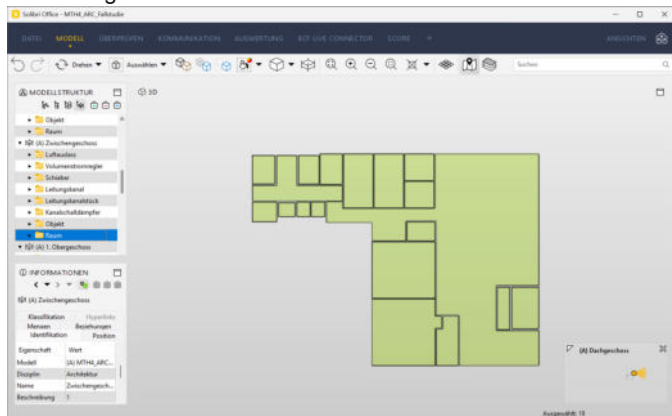 Solibri Office - MTH4_ARC_Fallstudie
DATEI MODELL ÜBERPRÜFEN KOMMUNIKATION AUSWERTUNG BCF LIVE CONNECTOR SCORE + ANSICHTEN
Drehen Auswählen Suchen
MODELLSTRUKTUR
3D
Objekt
Raum
(A) Zwischengeschoss
Luftauslass
Volumenstromregler
Schieber
Leitungskanal
Leitungskanalstück
Kanalschalldämpfer
Objekt
Raum
(A) 1. Obergeschoss
INFORMATIONEN
(A) Zwischengeschoss
Klassifikation Hyperlinks
Mengen Beziehungen
Identifikation Position
Eigenschaft Wert
Modell (A) MTH4_ARC...
Disziplin Architektur
Name Zwischengesch...
Beschreibung 1
(A) Dachgeschoss
Ausgewählt: 18